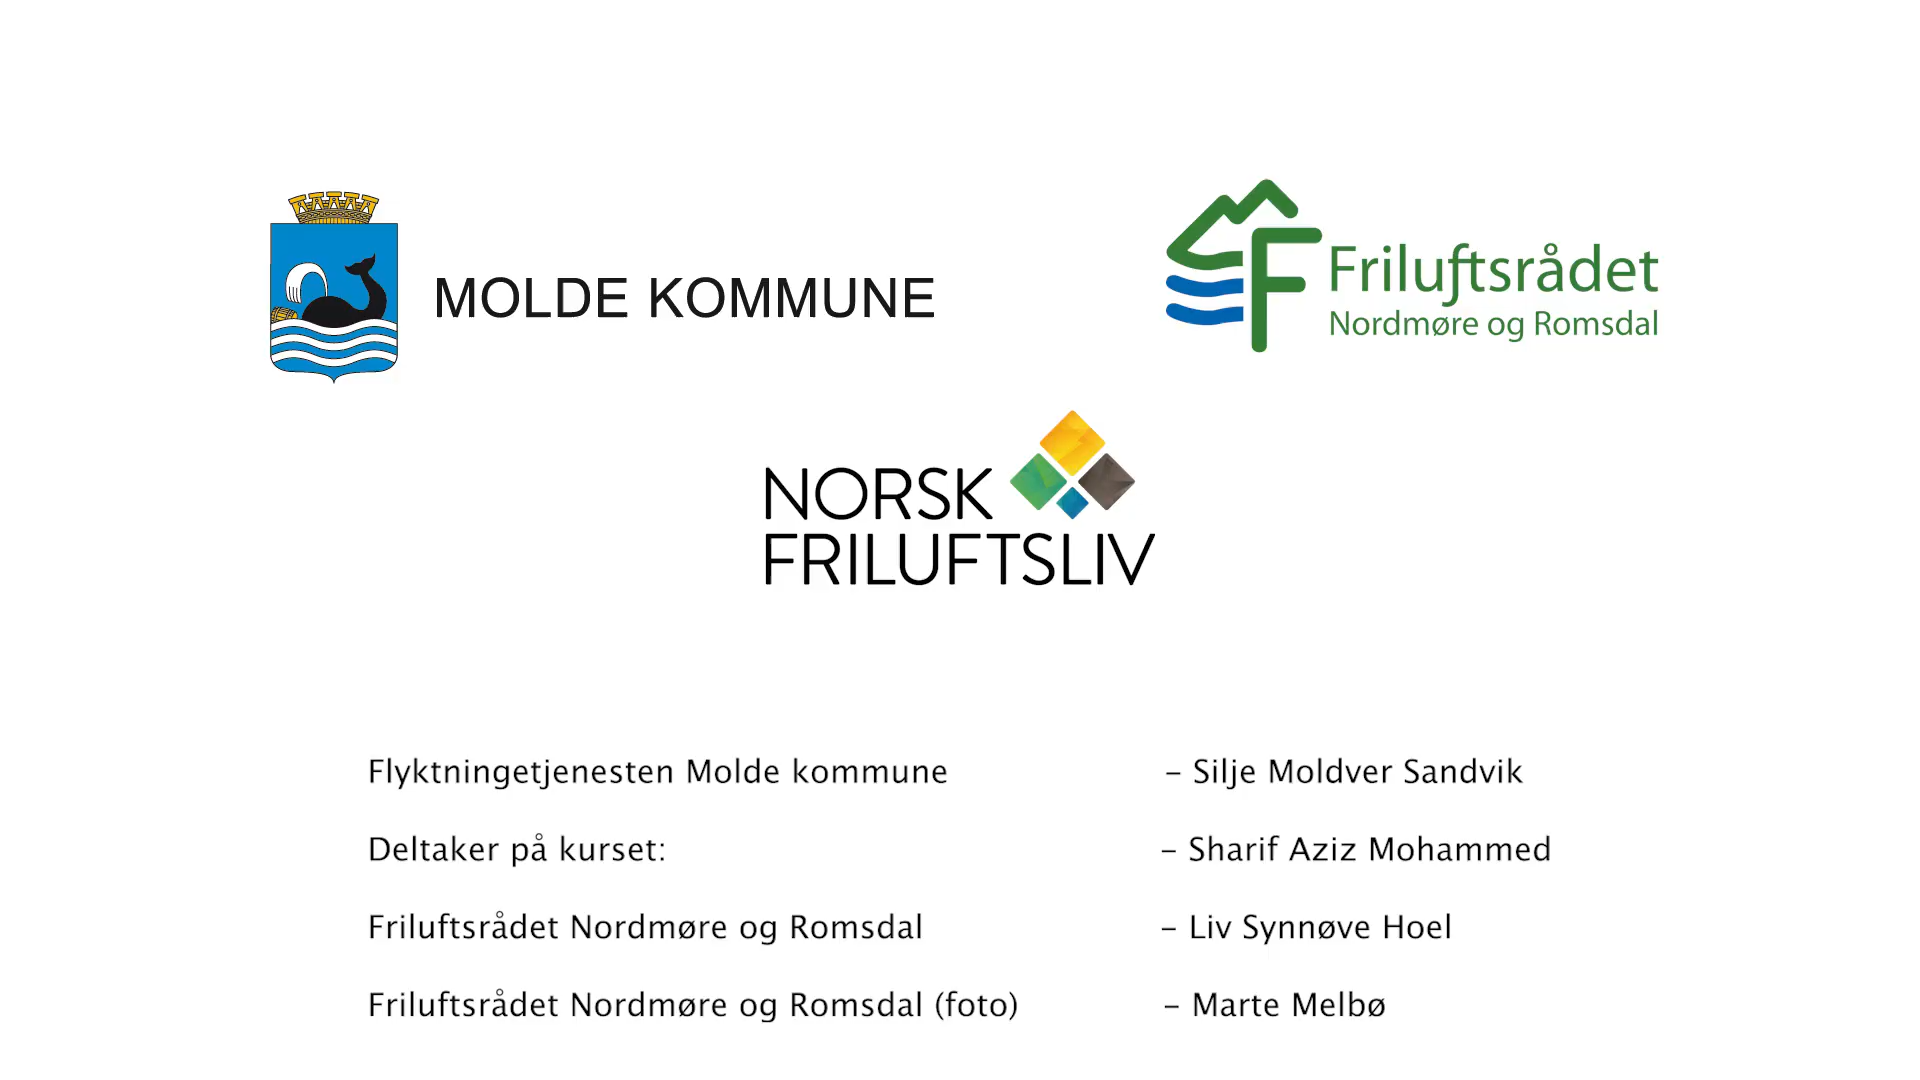 MOLDE KOMMUNE
Friluftsrådet
Nordmøre og Romsdal
NORSK
FRILUFTSLIV
Flyktningetjenesten Molde kommune – Silje Moldver Sandvik
Deltaker på kurset: – Sharif Aziz Mohammed
Friluftsrådet Nordmøre og Romsdal – Liv Synnøve Hoel
Friluftsrådet Nordmøre og Romsdal (foto) – Marte Melbø